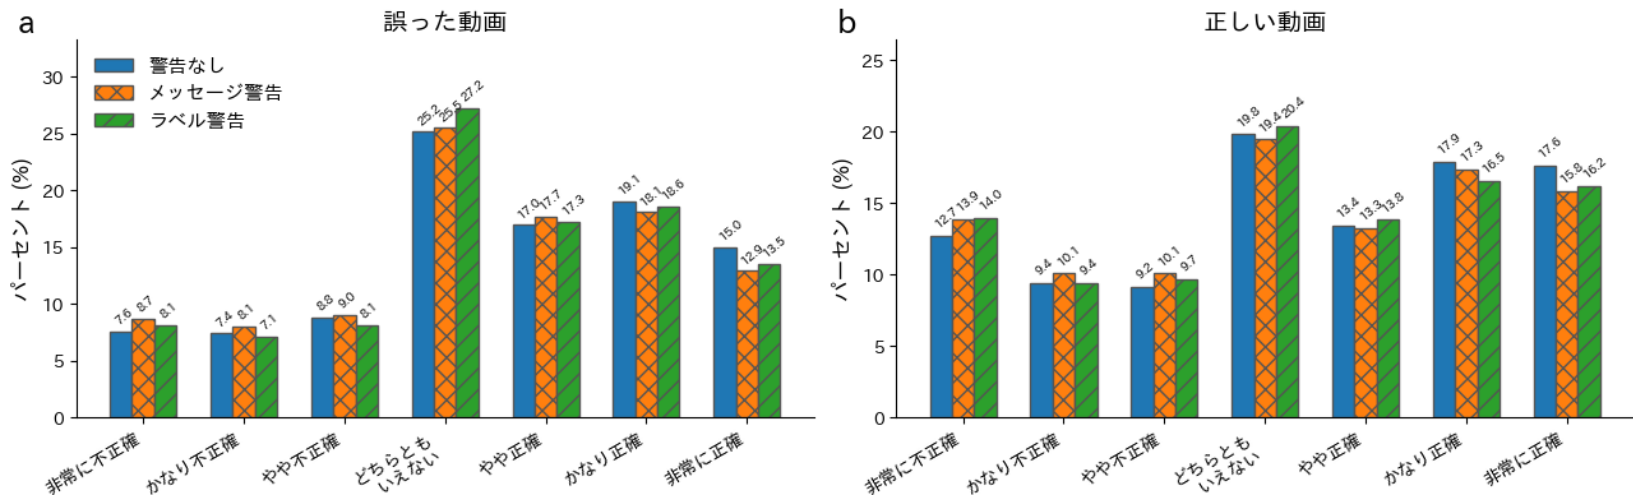 a
誤った動画
パーセント (%)
30
25
20
15
10
5
0
警告なし
メッセージ警告
ラベル警告
7.6 8.7 8.1
7.4 8.1 7.1
8.8 9.0 8.1
25.2 25.5 27.2
17.0 17.7 17.3
19.1 18.1 18.6
15.0 12.9 13.5
非常に不正確
かなり不正確
やや不正確
どちらとも
いえない
やや正確
かなり正確
非常に正確
b
正しい動画
パーセント (%)
25
20
15
10
5
0
12.7 13.9 14.0
9.4 10.1 9.4
9.2 10.1 9.7
19.8 19.4 20.4
13.4 13.3 13.8
17.9 17.3 16.5
17.6 15.8 16.2
非常に不正確
かなり不正確
やや不正確
どちらとも
いえない
やや正確
かなり正確
非常に正確